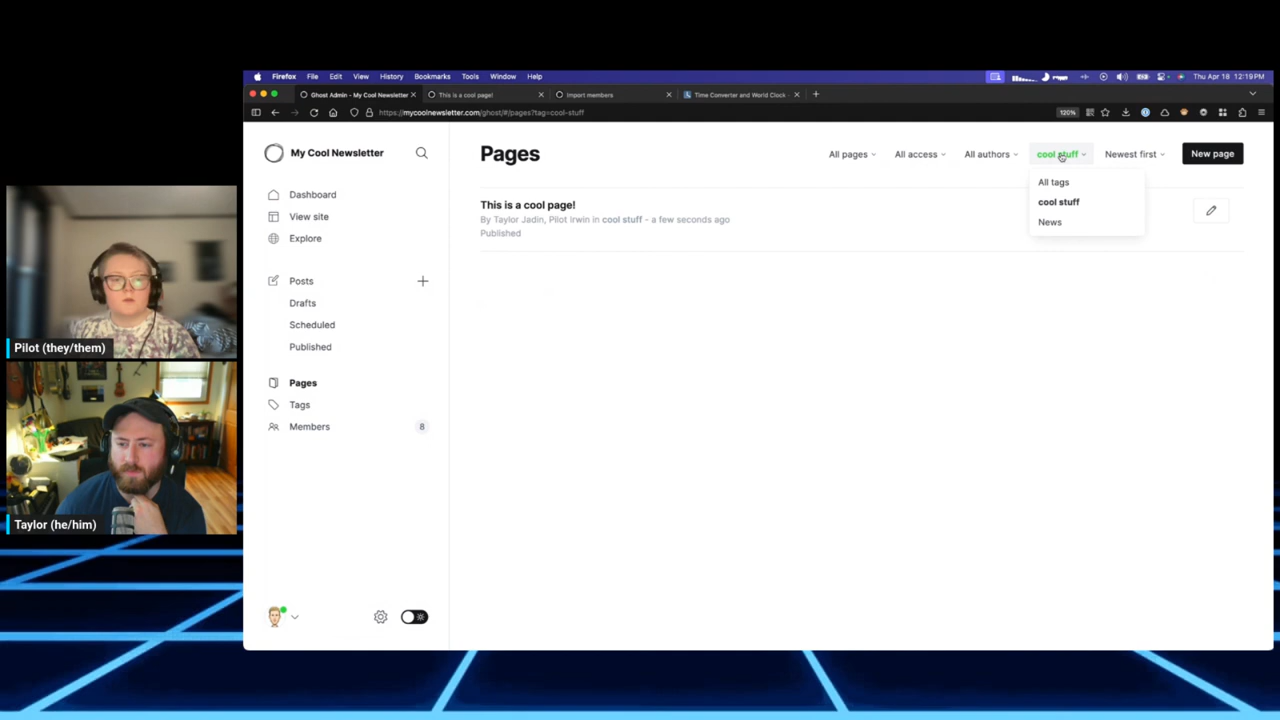 Firefox File Edit View History Bookmarks Tools Window Help Thu Apr 18 12:19PM
Ghost Admin - My Cool Newsletter This is a cool page! Import members Time Converter and World Clock -
https://mycoolnewsletter.com/ghost/#/pages?tag=cool-stuff 120%
My Cool Newsletter
Dashboard
View site
Explore
Posts
Drafts
Scheduled
Published
Pages
Tags
Members 8
Pages
All pages All access All authors cool stuff Newest first New page
All tags
cool stuff
News
This is a cool page!
By Taylor Jadin, Pilot Irwin in cool stuff - a few seconds ago
Published
Pilot (they/them)
Taylor (he/him)